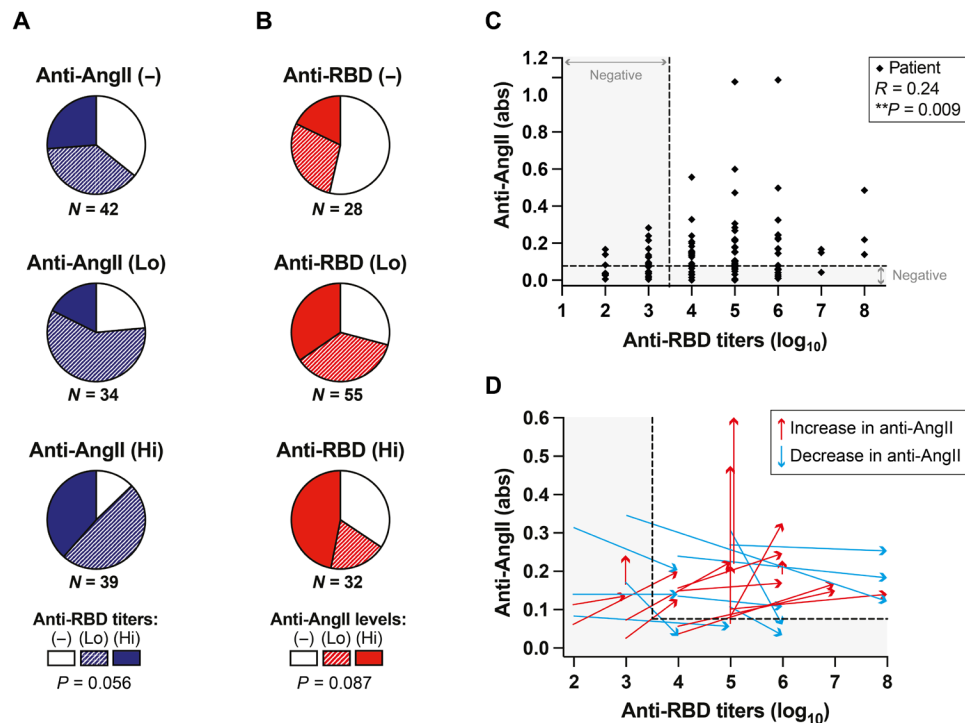 A
Anti-AngII (–)
N = 42
Anti-AngII (Lo)
N = 34
Anti-AngII (Hi)
N = 39
Anti-RBD titers:
(–) (Lo) (Hi)
P = 0.056
B
Anti-RBD (–)
N = 28
Anti-RBD (Lo)
N = 55
Anti-RBD (Hi)
N = 32
Anti-AngII levels:
(–) (Lo) (Hi)
P = 0.087
C
Anti-AngII (abs)
1.2
1.0
0.8
0.6
0.4
0.2
0.0
Negative
Negative
Patient
R = 0.24
**P = 0.009
1 2 3 4 5 6 7 8
Anti-RBD titers (log10)
D
Anti-AngII (abs)
0.6
0.5
0.4
0.3
0.2
0.1
0.0
Increase in anti-AngII
Decrease in anti-AngII
2 3 4 5 6 7 8
Anti-RBD titers (log10)